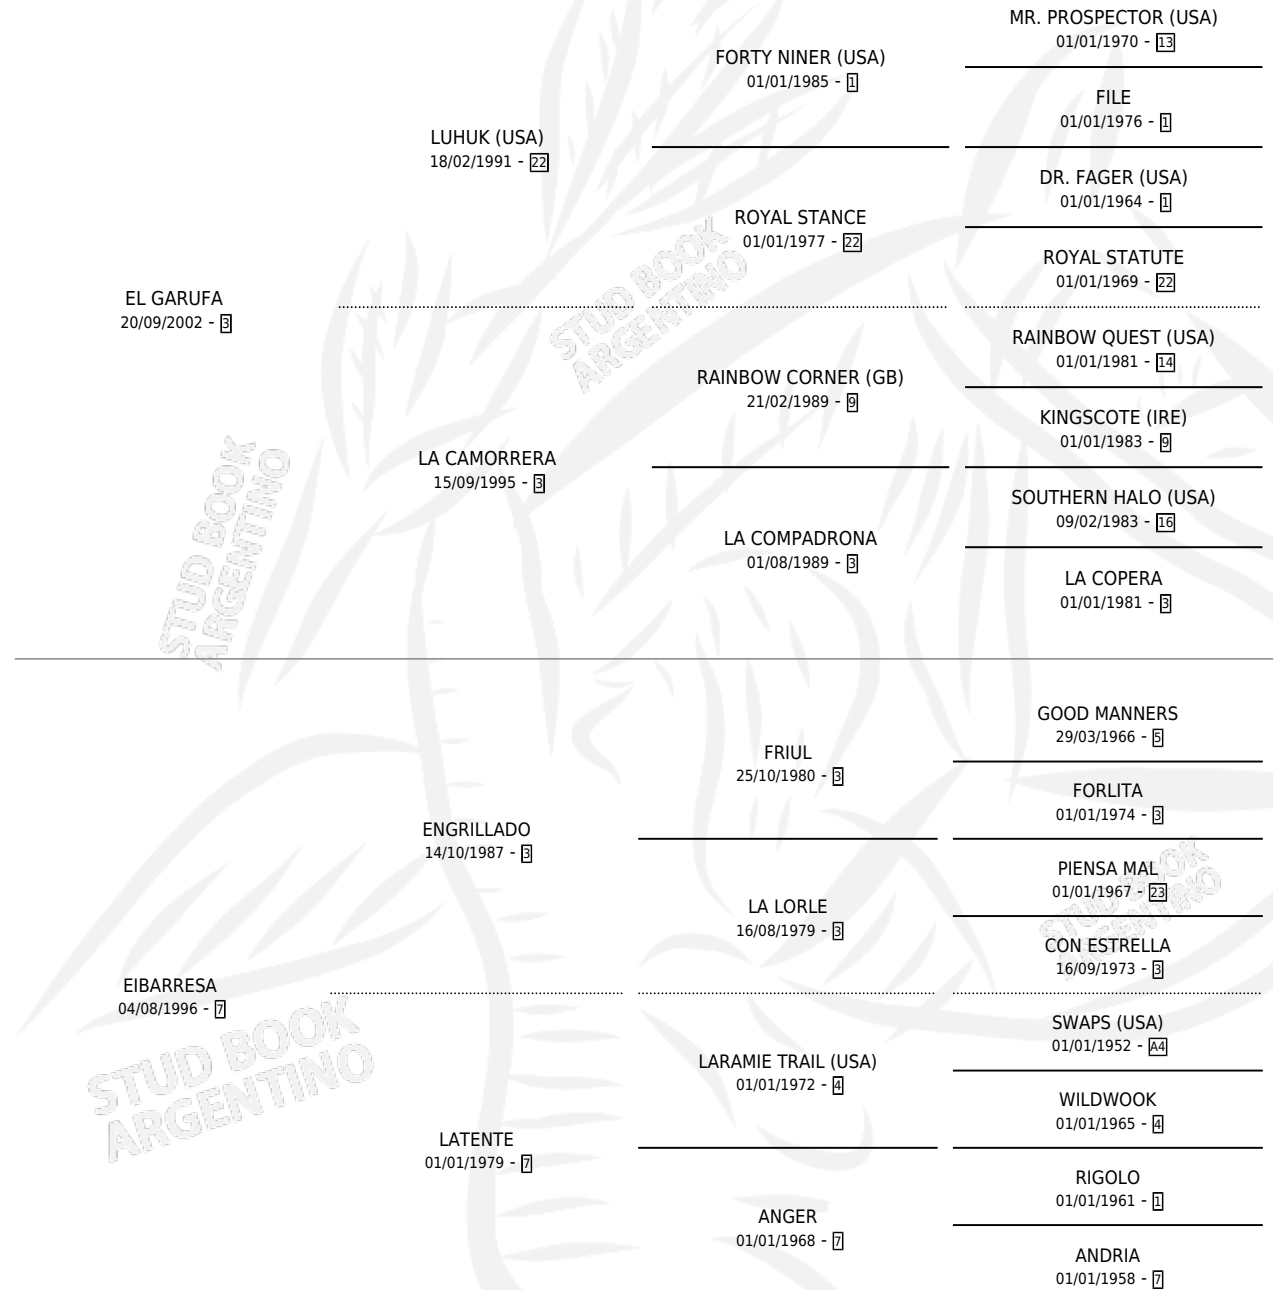 MR. PROSPECTOR (USA)
01/01/1970 - 13
FORTY NINER (USA)
01/01/1985 - 1
FILE
01/01/1976 - 1
LUHUK (USA)
18/02/1991 - 22
DR. FAGER (USA)
01/01/1964 - 1
ROYAL STANCE
01/01/1977 - 22
ROYAL STATUTE
01/01/1969 - 22
EL GARUFA
20/09/2002 - 3
RAINBOW QUEST (USA)
01/01/1981 - 14
RAINBOW CORNER (GB)
21/02/1989 - 9
KINGSCOTE (IRE)
01/01/1983 - 9
LA CAMORRERA
15/09/1995 - 3
SOUTHERN HALO (USA)
09/02/1983 - 16
LA COMPADRONA
01/08/1989 - 3
LA COPERA
01/01/1981 - 3
STUD BOOK
ARGENTINO
STUD BOOK
ARGENTINO
GOOD MANNERS
29/03/1966 - 5
FRIUL
25/10/1980 - 3
FORLITA
01/01/1974 - 3
ENGRILLADO
14/10/1987 - 3
PIENSA MAL
01/01/1967 - 23
LA LORLE
16/08/1979 - 3
CON ESTRELLA
16/09/1973 - 3
STUD BOOK
ARGENTINO
EIBARRESA
04/08/1996 - 7
SWAPS (USA)
01/01/1952 - A4
LARAMIE TRAIL (USA)
01/01/1972 - 4
WILDWOOK
01/01/1965 - 4
LATENTE
01/01/1979 - 7
RIGOLO
01/01/1961 - 1
ANGER
01/01/1968 - 7
ANDRIA
01/01/1958 - 7
STUD BOOK
ARGENTINO